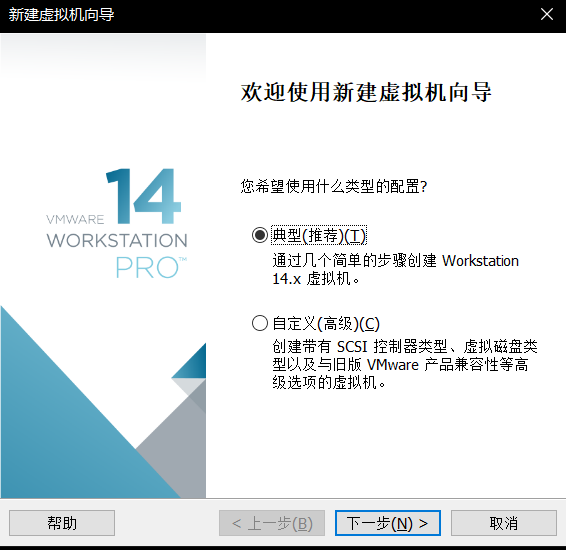 新建虚拟机向导
欢迎使用新建虚拟机向导
VMWARE 14
WORKSTATION
PRO™
您希望使用什么类型的配置?
典型(推荐)(T)
通过几个简单的步骤创建 Workstation
14.x 虚拟机。
自定义(高级)(C)
创建带有 SCSI 控制器类型、虚拟磁盘类
型以及与旧版 VMware 产品兼容性等高
级选项的虚拟机。
帮助
< 上一步(B)
下一步(N) >
取消